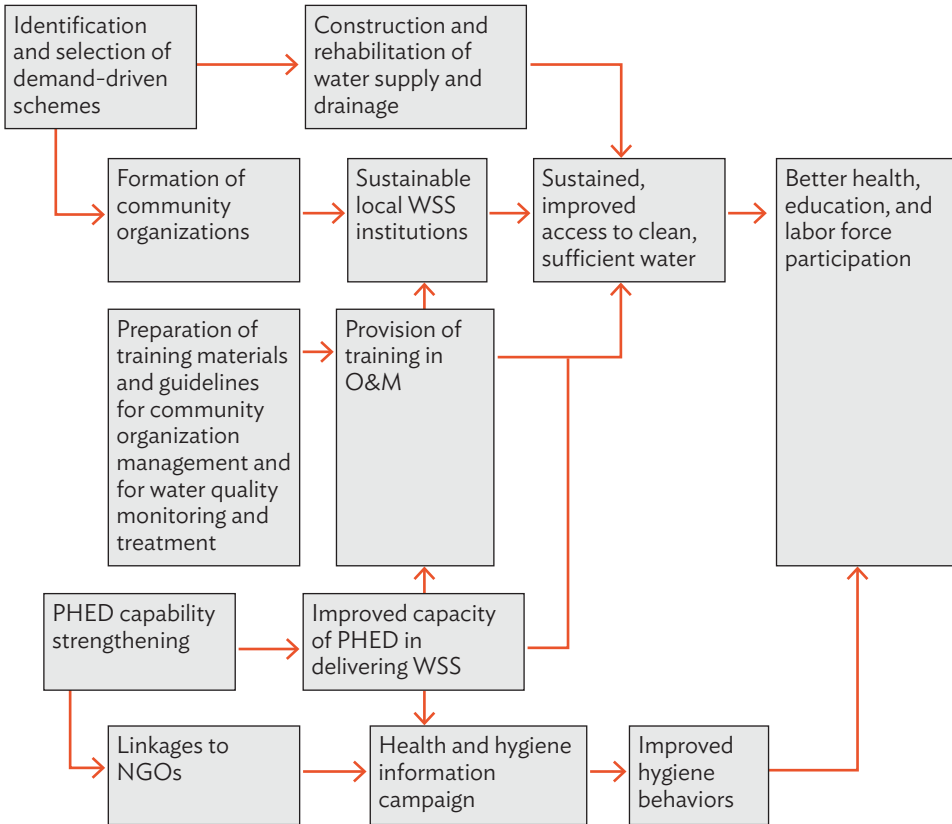 Identification
and selection of
demand-driven
schemes
Construction and
rehabilitation of
water supply and
drainage
Formation of
community
organizations
Sustainable
local WSS
institutions
Sustained,
improved
access to clean,
sufficient water
Better health,
education, and
labor force
participation
Preparation of
training materials
and guidelines
for community
organization
management and
for water quality
monitoring and
treatment
Provision of
training in
O&M
PHED capability
strengthening
Improved capacity
of PHED in
delivering WSS
Linkages to
NGOs
Health and hygiene
information
campaign
Improved
hygiene
behaviors